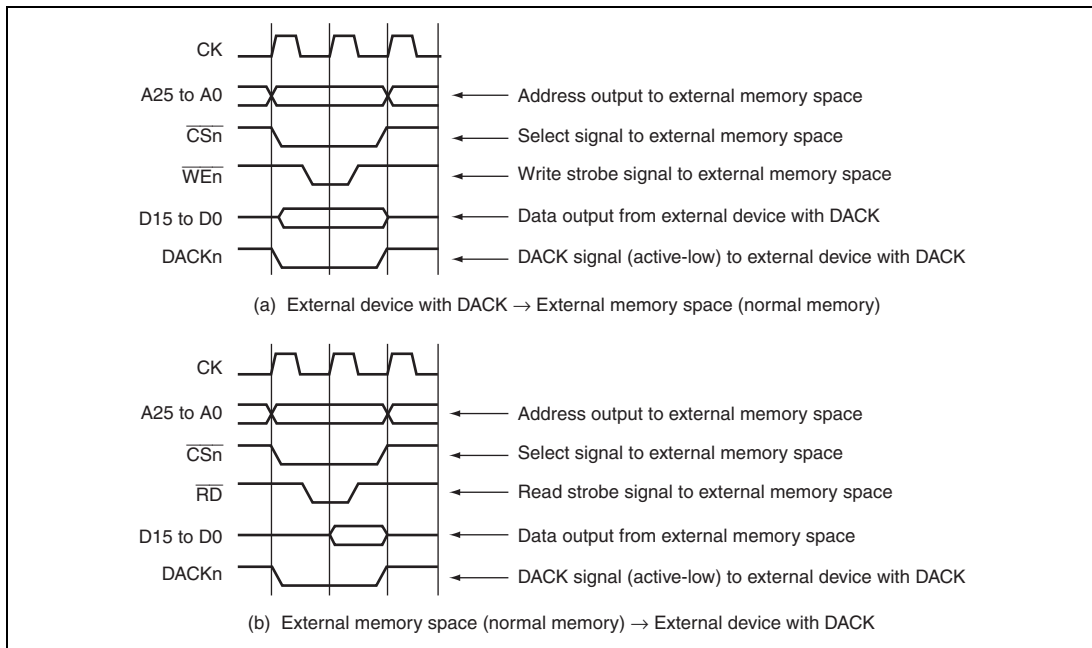 CK
A25 to A0 Address output to external memory space
CSn Select signal to external memory space
WEn Write strobe signal to external memory space
D15 to D0 Data output from external device with DACK
DACKn DACK signal (active-low) to external device with DACK
(a) External device with DACK → External memory space (normal memory)
CK
A25 to A0 Address output to external memory space
CSn Select signal to external memory space
RD Read strobe signal to external memory space
D15 to D0 Data output from external memory space
DACKn DACK signal (active-low) to external device with DACK
(b) External memory space (normal memory) → External device with DACK